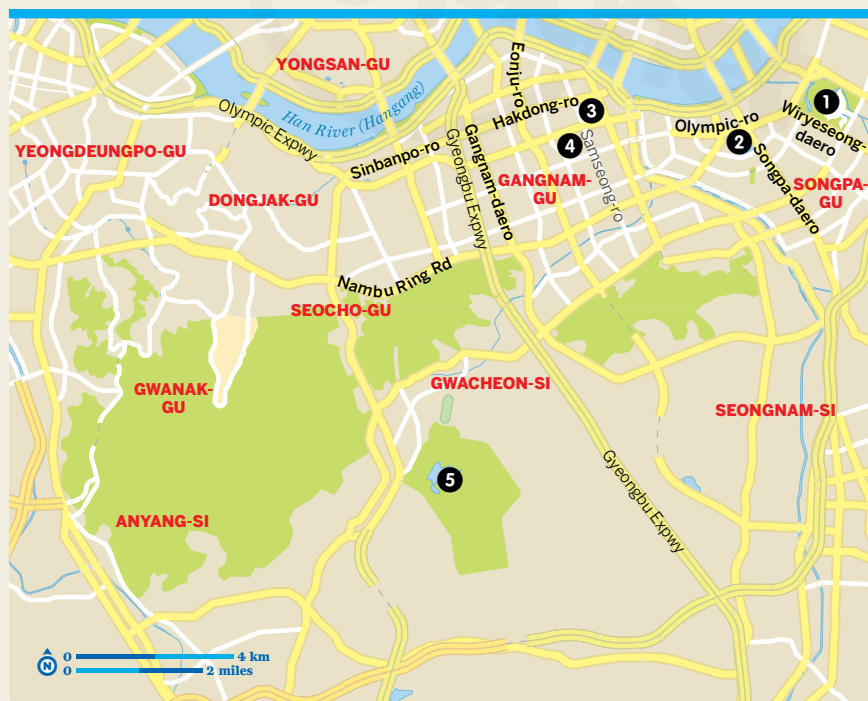 YONGSAN-GU
Eonju-ro
Hakdong-ro
3
1
Olympic Expwy
Han River (Hangang)
Olympic-ro
Wiryeseong-
daero
YEONGDEUNGPO-GU
Sinbanpo-ro
Gyeongbu Expwy
Gangnam-daero
4
Samseong-ro
2
Songpa-daero
GANGNAM-
GU
SONGPA-
GU
DONGJAK-GU
Nambu Ring Rd
SEOCHO-GU
GWANAK-
GU
GWACHEON-SI
SEONGNAM-SI
5
Gyeongbu Expwy
ANYANG-SI
N
0 4 km
0 2 miles